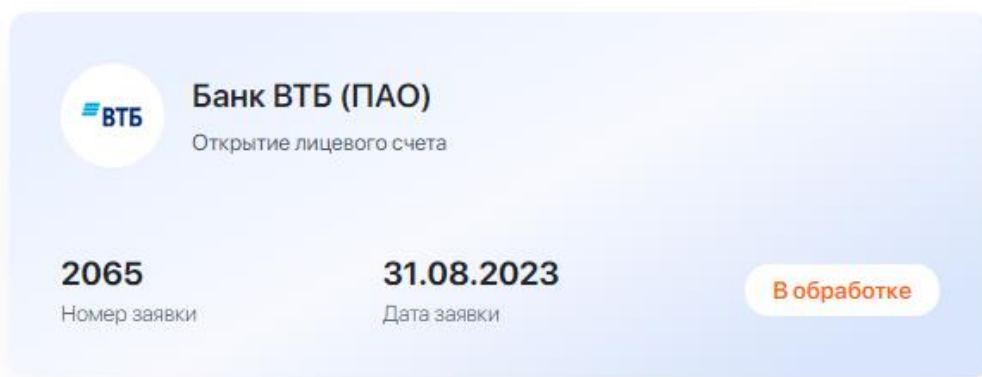 ВТБ
Банк ВТБ (ПАО)
Открытие лицевого счета
2065
Номер заявки
31.08.2023
Дата заявки
В обработке